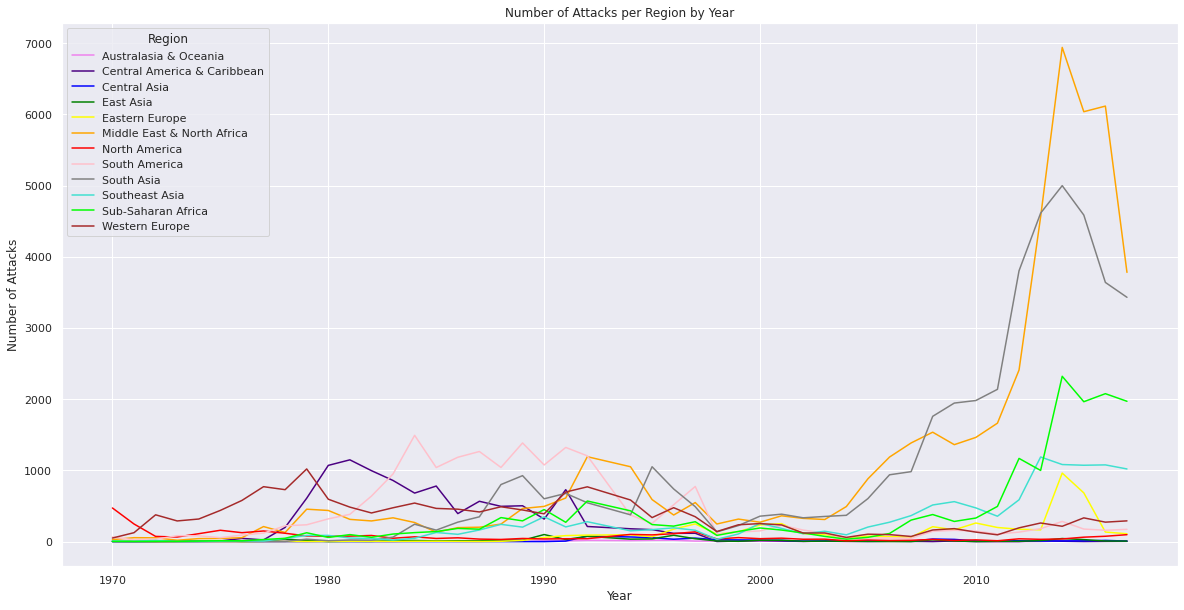 Number of Attacks per Region by Year
Region
Australasia & Oceania
Central America & Caribbean
Central Asia
East Asia
Eastern Europe
Middle East & North Africa
North America
South America
South Asia
Southeast Asia
Sub-Saharan Africa
Western Europe
Number of Attacks
7000
6000
5000
4000
3000
2000
1000
0
1970
1980
1990
2000
2010
Year